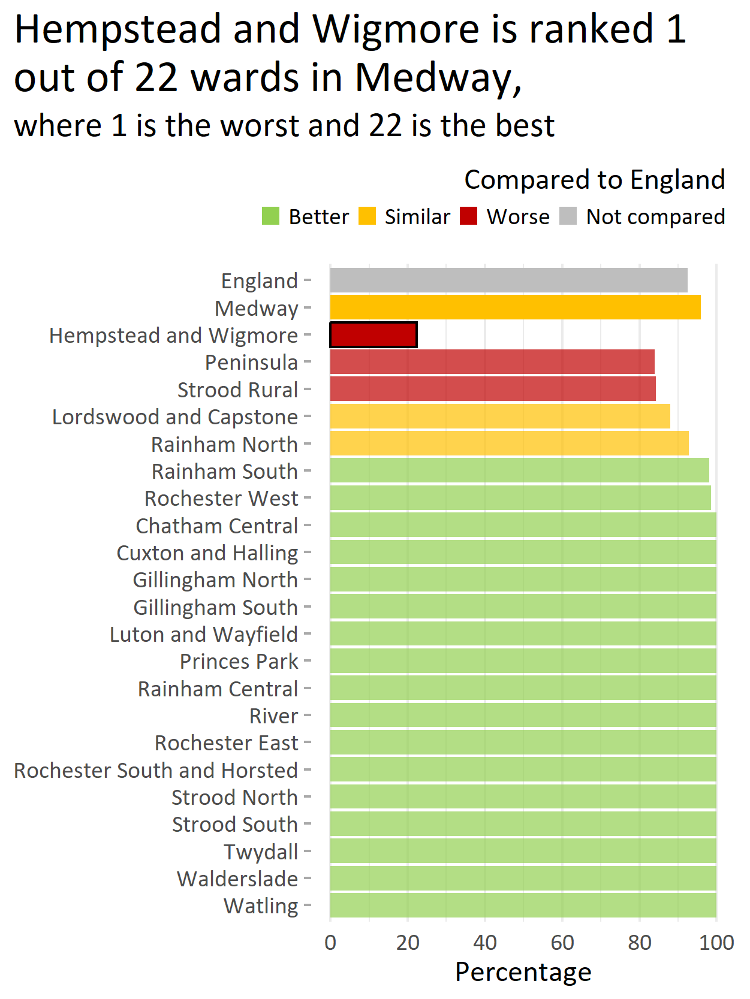 Hempstead and Wigmore is ranked 1
out of 22 wards in Medway,
where 1 is the worst and 22 is the best
Compared to England
Better Similar Worse Not compared
England
Medway
Hempstead and Wigmore
Peninsula
Strood Rural
Lordswood and Capstone
Rainham North
Rainham South
Rochester West
Chatham Central
Cuxton and Halling
Gillingham North
Gillingham South
Luton and Wayfield
Princes Park
Rainham Central
River
Rochester East
Rochester South and Horsted
Strood North
Strood South
Twydall
Walderslade
Watling
0 20 40 60 80 100
Percentage